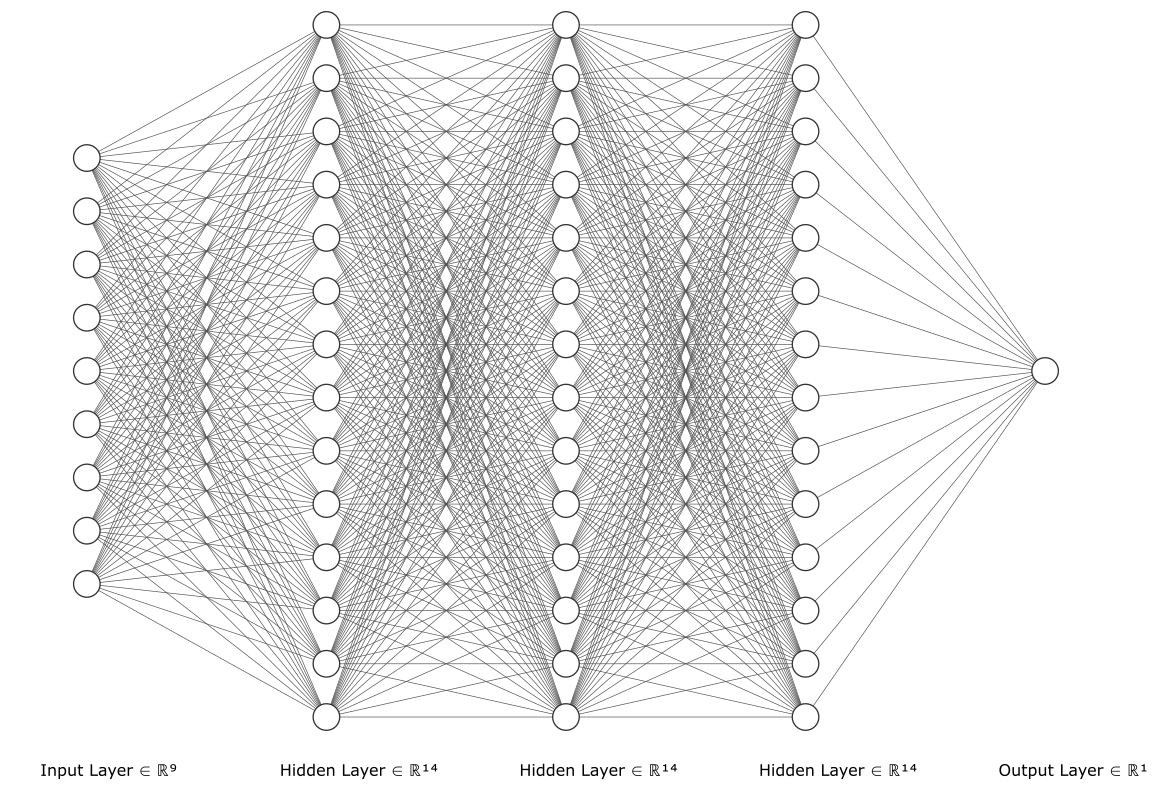 Input Layer ∈ ℝ⁹
Hidden Layer ∈ ℝ¹⁴
Hidden Layer ∈ ℝ¹⁴
Hidden Layer ∈ ℝ¹⁴
Output Layer ∈ ℝ¹